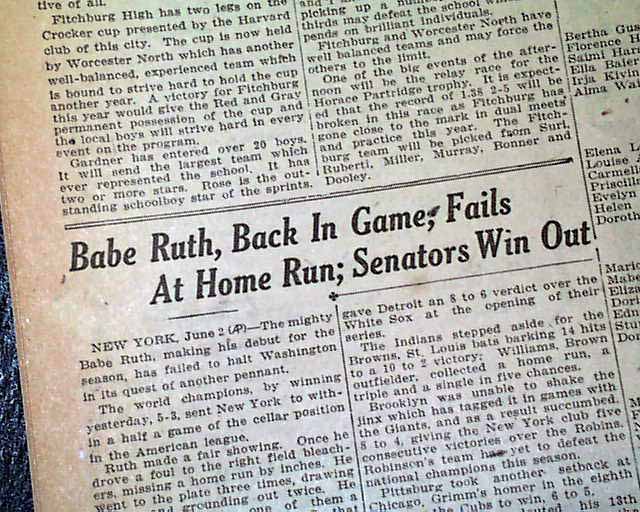 tive of all.
Fitchburg High has two legs on the
Crocker cup presented by the Harvard
club of this city. The cup is now held
by Worcester North which has another
well-balanced, experienced team which
is bound to strive hard to hold the cup
another year. A victory for Fitchburg
this year would give the Red and Gray
permanent possession of the cup and
the local boys will strive hard in every
event on the program.
Gardner has entered over 20 boys.
It will send the largest team which
ever represented the school. It has
two or more stars. Rose is the out-
standing schoolboy star of the sprints.
picking up a
thirds may defeat the school
pends on brilliant individuals.
Fitchburg and Worcester North have
well balanced teams and may force the
others to the limit.
One of the big events of the after-
noon will be the relay race for the
Horace Partridge trophy. It is expect-
ed that the record of 1.38 2-5 will be
broken in this race as Fitchburg has
gone close to the mark in dual meets
and practice this year. The Fitch-
burg team will be picked from Suri,
Ruberti, Miller, Murray, Bonner and
Dooley.
Bertha
Florence H
Saimi
Ella
Irja
Alma
Elena
Louise
Evelyn
Helen
Babe Ruth, Back In Game, Fails
At Home Run; Senators Win Out
NEW YORK, June 2 (AP)—The mighty
Babe Ruth, making his debut for the
season, has failed to halt Washington
in its quest of another pennant.
The world champions, by winning
yesterday, 5-3, sent New York to with-
in a half a game of the cellar position
in the American league.
Ruth made a fair showing. Once he
drove a foul to the right field bleach-
ers, missing a home run by inches. He
went to the plate three times, drawing
and grounding out twice. He
one of them a
gave Detroit an 8 to 6 verdict over the
White Sox at the opening of their
series.
The Indians stepped aside for the
Browns, St. Louis bats barking 14 hits
to a 10 to 2 victory; Williams, Brown
outfielder, collected a home run, a
triple and a single in five chances.
Brooklyn was unable to shake the
jinx which has tagged it in games with
the Giants, and as a result succumbed,
8 to 4, giving the New York club five
consecutive victories over the Robins.
Robinson's team has yet to defeat the
national champions this season.
Pittsburg took another setback at
Chicago, Grimm's homer in the eighth
the Cubs to win, 6 to 5.
his 13th